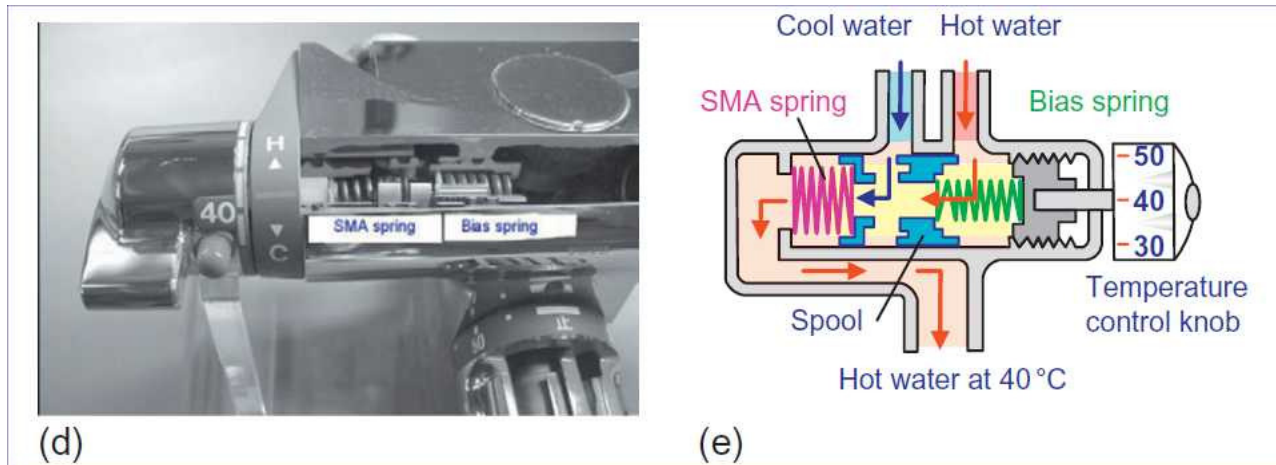 H
40
C
SMA spring
Bias spring
(d)
Cool water
Hot water
SMA spring
Bias spring
50
40
30
Temperature
control knob
Spool
Hot water at 40 °C
(e)